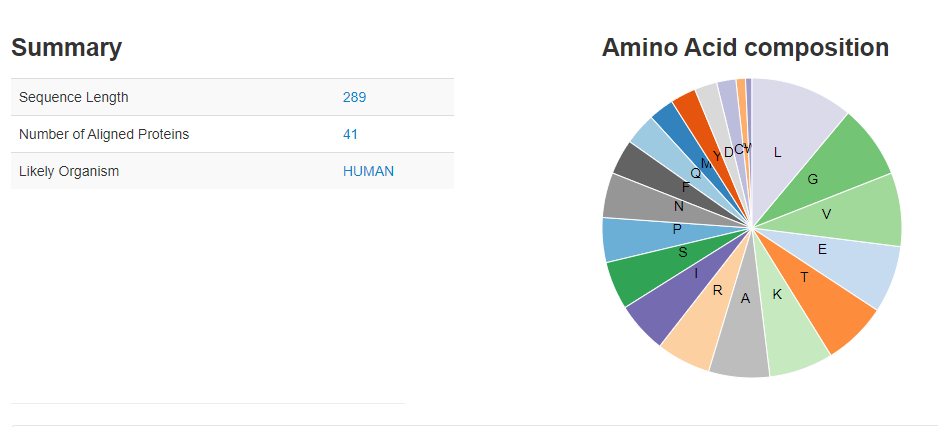 Summary
Sequence Length 289
Number of Aligned Proteins 41
Likely Organism HUMAN
Amino Acid composition
L
G
V
E
T
K
A
R
I
S
P
N
F
Q
M
Y
D
C